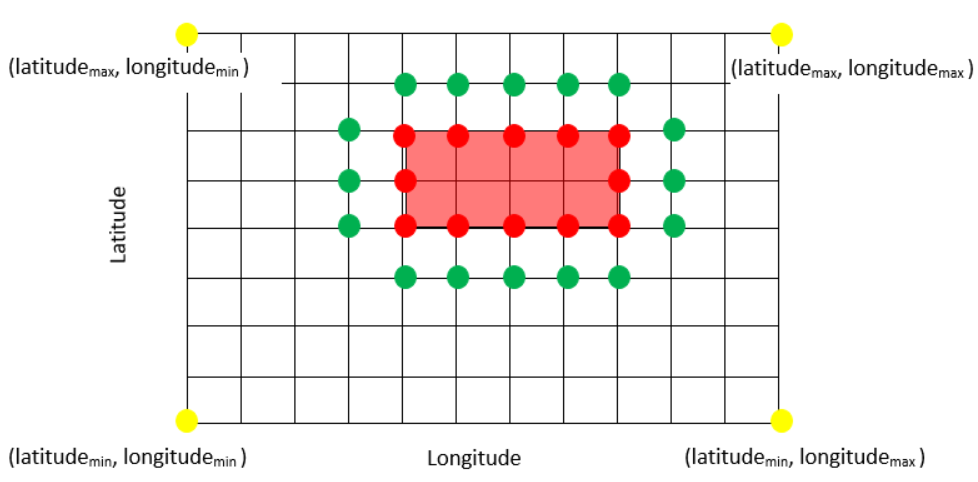 (latitudemax, longitudemin )
(latitudemax, longitudemax )
Latitude
(latitudemin, longitudemin )
Longitude
(latitudemin, longitudemax )